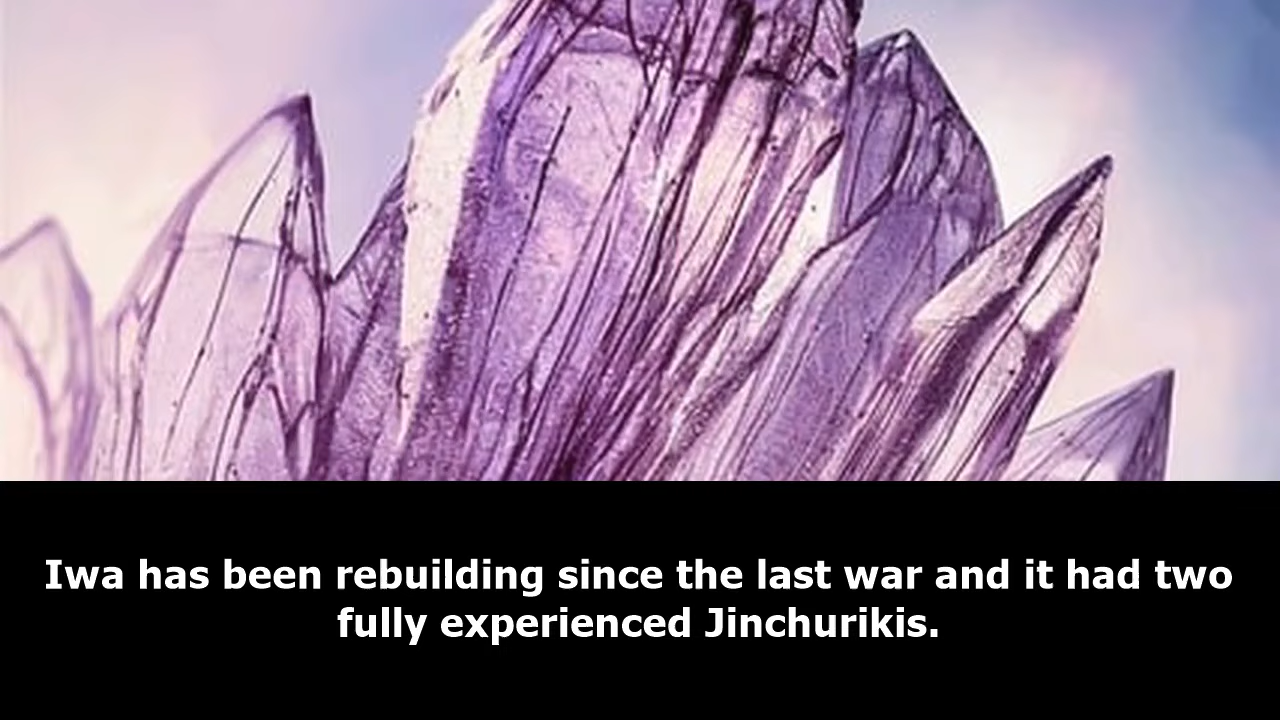 Iwa has been rebuilding since the last war and it had two
fully experienced Jinchurikis.